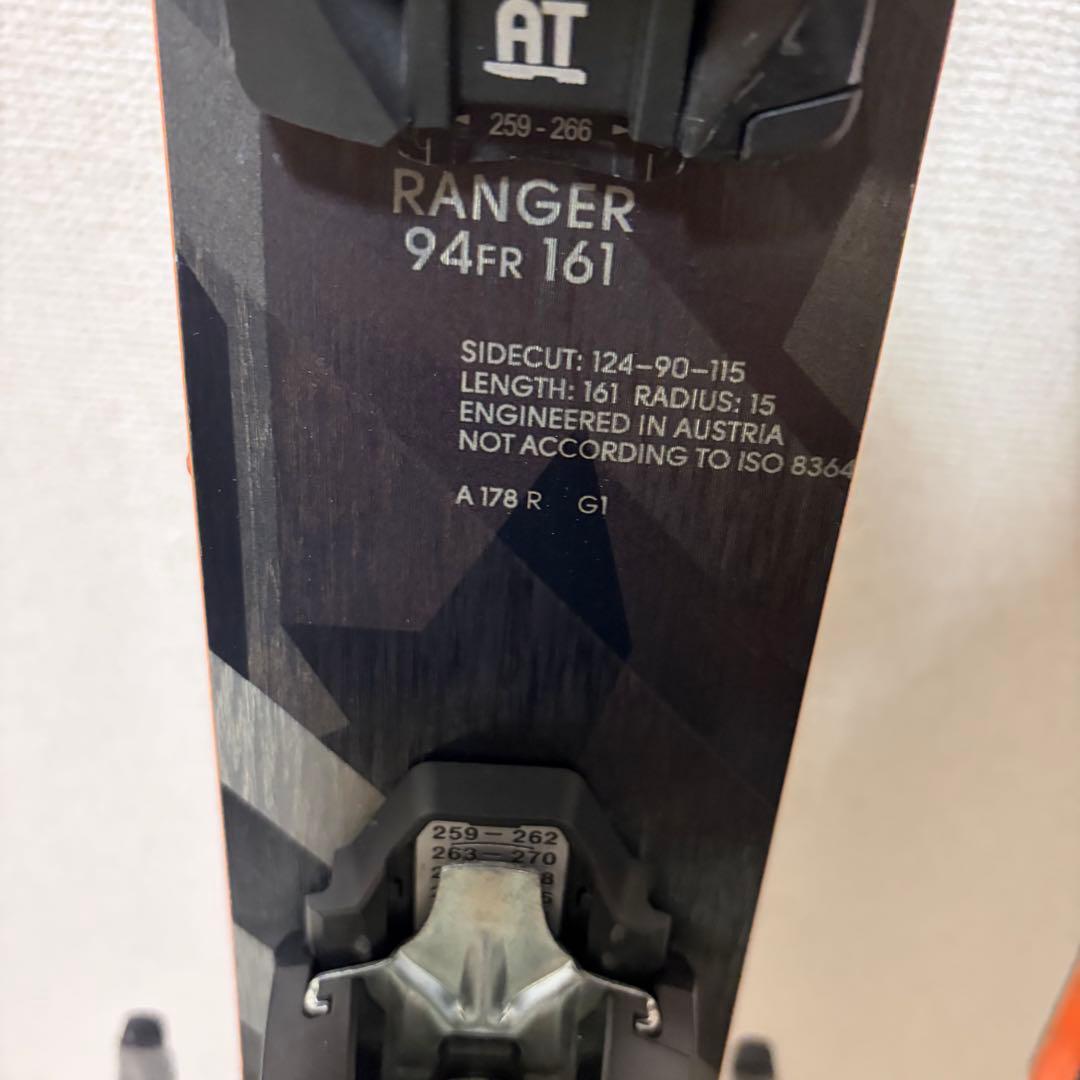 AT
259 - 266
RANGER
94FR 161
SIDECUT: 124–90–115
LENGTH: 161 RADIUS: 15
ENGINEERED IN AUSTRIA
NOT ACCORDING TO ISO 8364
A 178 R G1
259 – 262
263 – 270